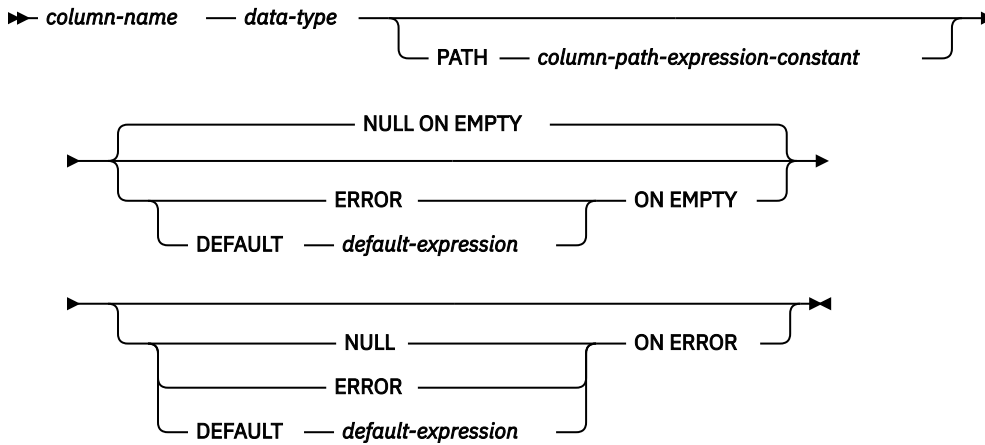 column-name data-type
PATH column-path-expression-constant
NULL ON EMPTY
ERROR ON EMPTY
DEFAULT default-expression
NULL ON ERROR
ERROR
DEFAULT default-expression